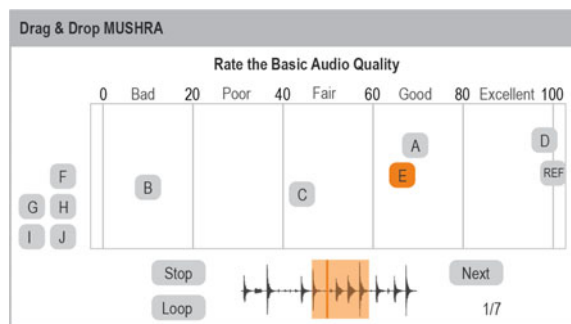 Drag & Drop MUSHRA
Rate the Basic Audio Quality
0 Bad 20 Poor 40 Fair 60 Good 80 Excellent 100
A
D
F
B
C
E
REF
G H
I J
Stop
Next
Loop
1/7